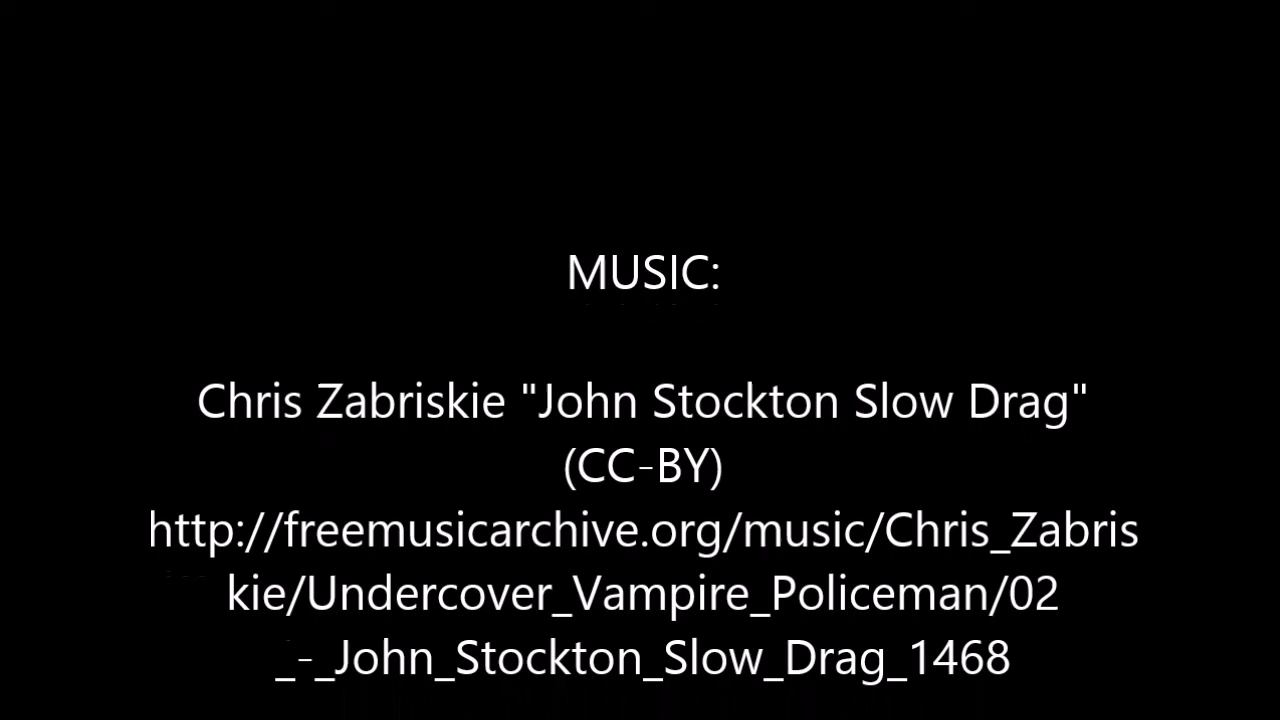 MUSIC:
Chris Zabriskie "John Stockton Slow Drag"
(CC-BY)
http://freemusicarchive.org/music/Chris_Zabris
kie/Undercover_Vampire_Policeman/02
_-_John_Stockton_Slow_Drag_1468